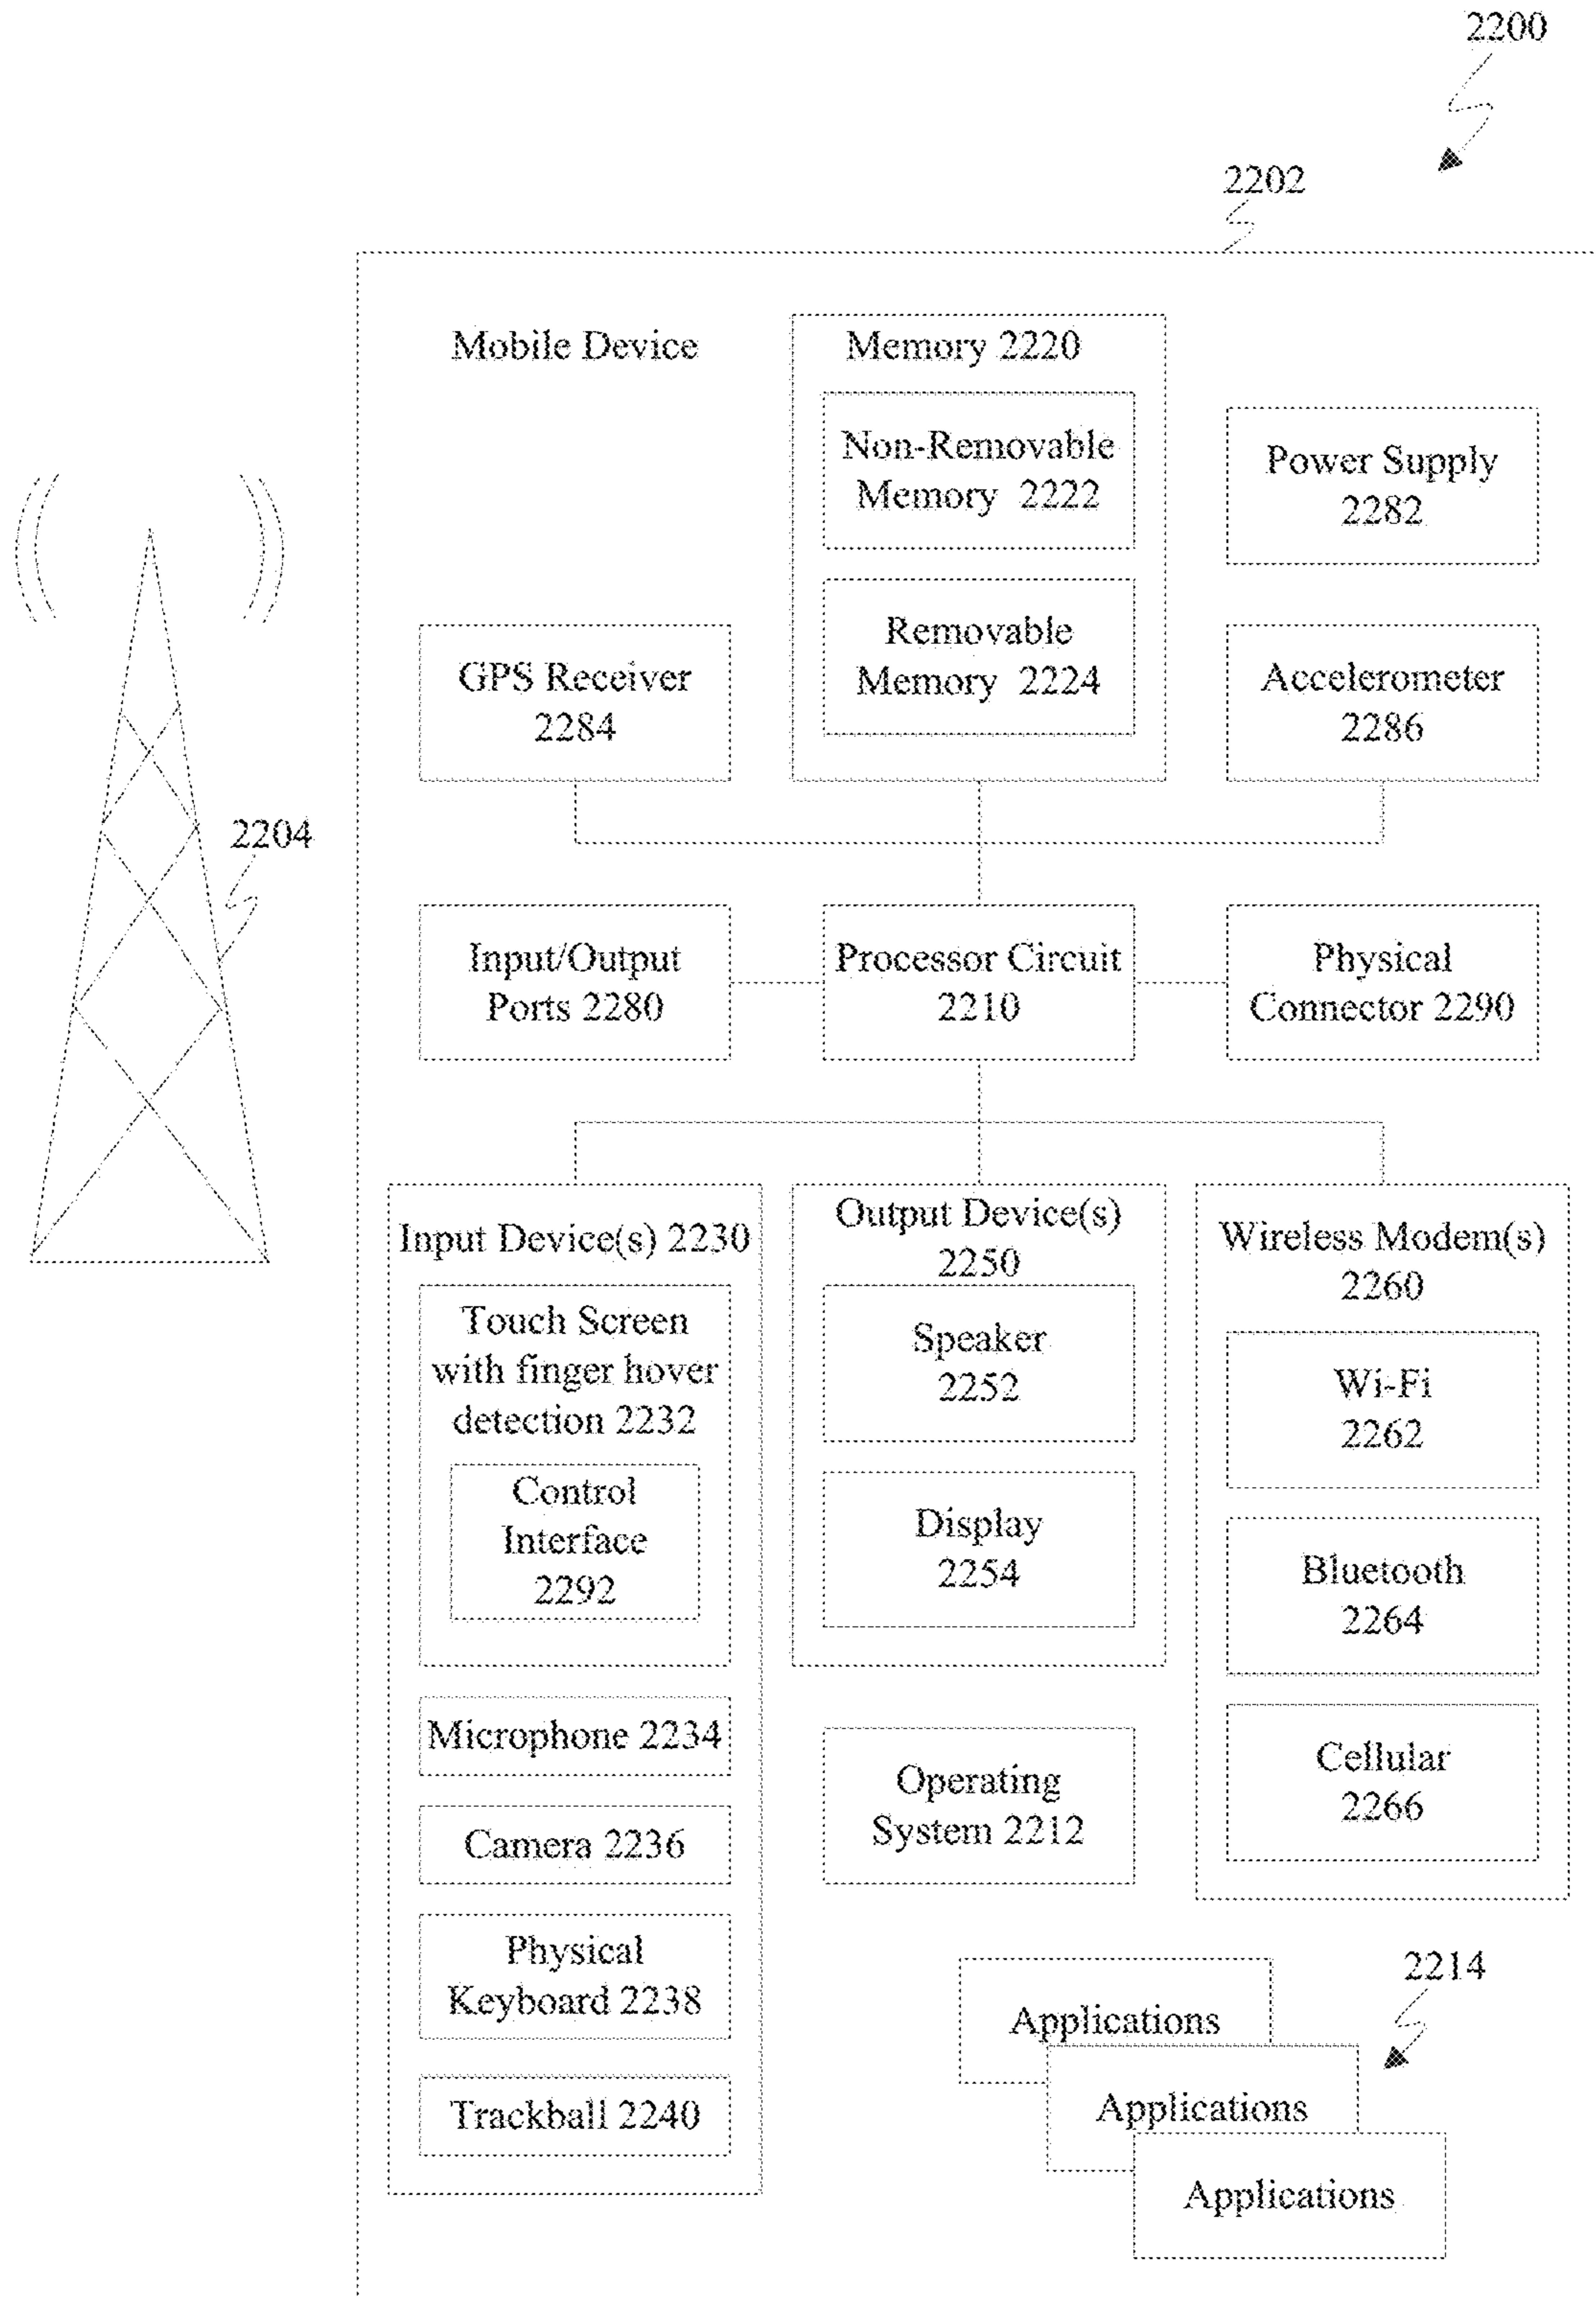 2200
2202
Mobile Device
Memory 2220
Non-Removable
Memory 2222
Power Supply
2282
Removable
Memory 2224
GPS Receiver
2284
Accelerometer
2286
2204
Input/Output
Ports 2280
Processor Circuit
2210
Physical
Connector 2290
Input Device(s) 2230
Touch Screen
with finger hover
detection 2232
Control
Interface
2292
Microphone 2234
Camera 2236
Physical
Keyboard 2238
Trackball 2240
Output Device(s)
2250
Speaker
2252
Display
2254
Operating
System 2212
Wireless Modem(s)
2260
Wi-Fi
2262
Bluetooth
2264
Cellular
2266
2214
Applications
Applications
Applications